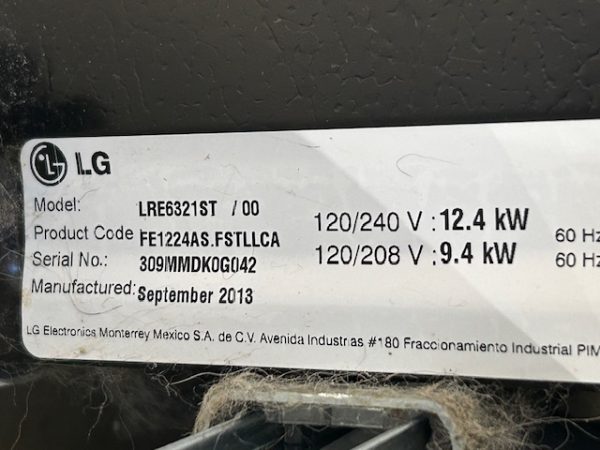 LG LG
Model: LRE6321ST /00
Product Code FE1224AS.FSTLLCA
Serial No.: 309MMDK0G042
Manufactured: September 2013
120/240 V : 12.4 kW 60 Hz
120/208 V : 9.4 kW 60 Hz
LG Electronics Monterrey Mexico S.A. de C.V. Avenida Industrias #180 Fraccionamiento Industrial PIM